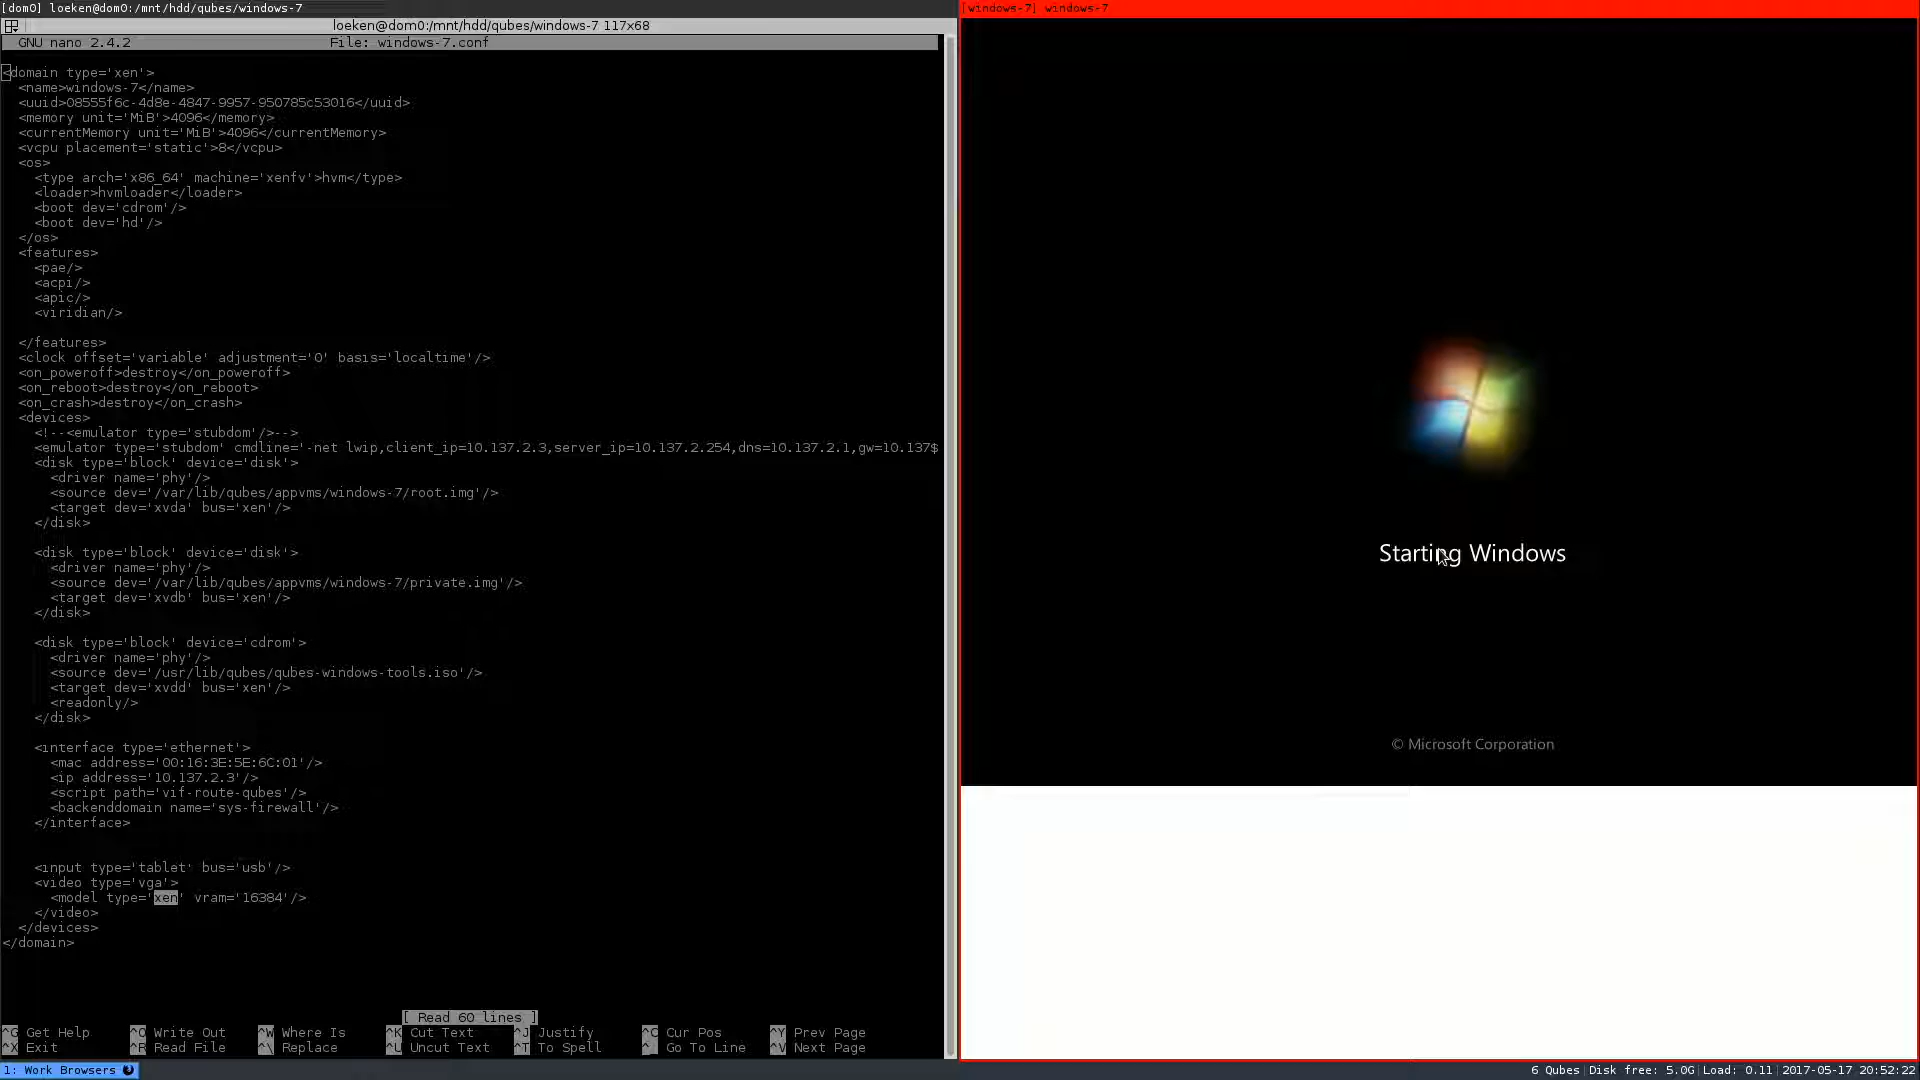 [dom0] loeken@dom0:/mnt/hdd/qubes/windows-7
loeken@dom0:/mnt/hdd/qubes/windows-7 117x68
GNU nano 2.4.2 File: windows-7.conf
<domain type='xen'>
<name>windows-7</name>
<uuid>08555f6c-4d8e-4847-9957-950785c53016</uuid>
<memory unit='MiB'>4096</memory>
<currentMemory unit='MiB'>4096</currentMemory>
<vcpu placement='static'>8</vcpu>
<os>
<type arch='x86_64' machine='xenfv'>hvm</type>
<loader>hvmloader</loader>
<boot dev='cdrom'/>
<boot dev='hd'/>
</os>
<features>
<pae/>
<acpi/>
<apic/>
<viridian/>
</features>
<clock offset='variable' adjustment='0' basis='localtime'/>
<on_poweroff>destroy</on_poweroff>
<on_reboot>destroy</on_reboot>
<on_crash>destroy</on_crash>
<devices>
<!--<emulator type='stubdom'/>-->
<emulator type='stubdom' cmdline='-net lwip,client_ip=10.137.2.3,server_ip=10.137.2.254,dns=10.137.2.1,gw=10.137$
<disk type='block' device='disk'>
<driver name='phy'/>
<source dev='/var/lib/qubes/appvms/windows-7/root.img'/>
<target dev='xvda' bus='xen'/>
</disk>
<disk type='block' device='disk'>
<driver name='phy'/>
<source dev='/var/lib/qubes/appvms/windows-7/private.img'/>
<target dev='xvdb' bus='xen'/>
</disk>
<disk type='block' device='cdrom'>
<driver name='phy'/>
<source dev='/usr/lib/qubes/qubes-windows-tools.iso'/>
<target dev='xvdd' bus='xen'/>
<readonly/>
</disk>
<interface type='ethernet'>
<mac address='00:16:3E:5E:6C:01'/>
<ip address='10.137.2.3'/>
<script path='vif-route-qubes'/>
<backenddomain name='sys-firewall'/>
</interface>
<input type='tablet' bus='usb'/>
<video type='vga'>
<model type='xen' vram='16384'/>
</video>
</devices>
</domain>
[ Read 60 lines ]
^G Get Help ^O Write Out ^W Where Is ^K Cut Text ^J Justify ^C Cur Pos ^Y Prev Page
^X Exit ^R Read File ^\ Replace ^U Uncut Text ^T To Spell ^_ Go To Line ^V Next Page
[windows-7] windows-7
Starting Windows
© Microsoft Corporation
1: Work Browsers
6 Qubes|Disk free: 5.0G|Load: 0.11|2017-05-17 20:52:22